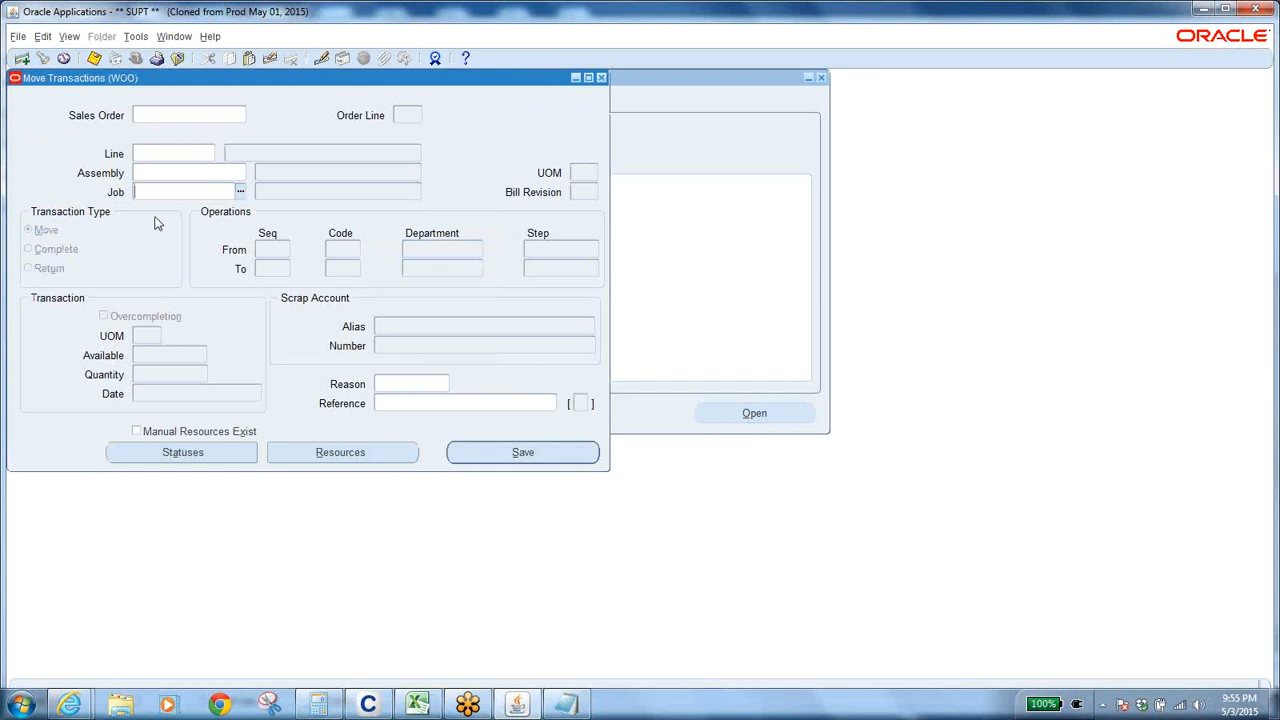 Oracle Applications - ** SUPT ** (Cloned from Prod May 01, 2015)
File Edit View Folder Tools Window Help
ORACLE
Move Transactions (WOO)
Sales Order Order Line
Line
Assembly UOM
Job ... Bill Revision
Transaction Type Operations
Seq Code Department Step
Move From
Complete To
Return
Transaction Scrap Account
Overcompletion
UOM Alias
Available Number
Quantity Reason
Date Reference [ ]
Open
Manual Resources Exist
Statuses Resources Save
100% 9:55 PM
5/3/2015